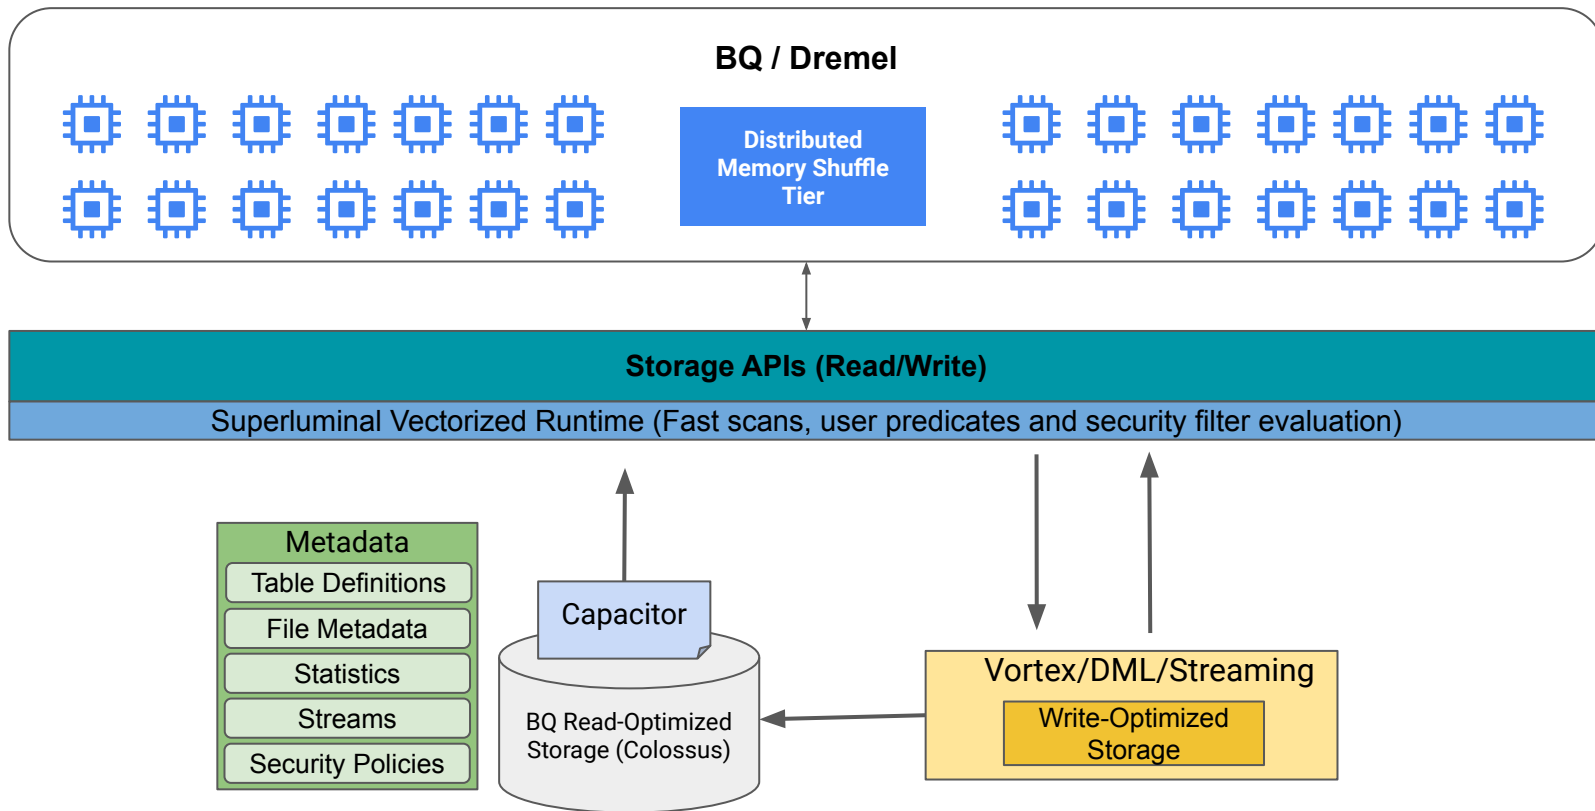 BQ / Dremel
Distributed
Memory Shuffle
Tier
Storage APIs (Read/Write)
Superluminal Vectorized Runtime (Fast scans, user predicates and security filter evaluation)
Metadata
Table Definitions
File Metadata
Statistics
Streams
Security Policies
Capacitor
BQ Read-Optimized
Storage (Colossus)
Vortex/DML/Streaming
Write-Optimized
Storage